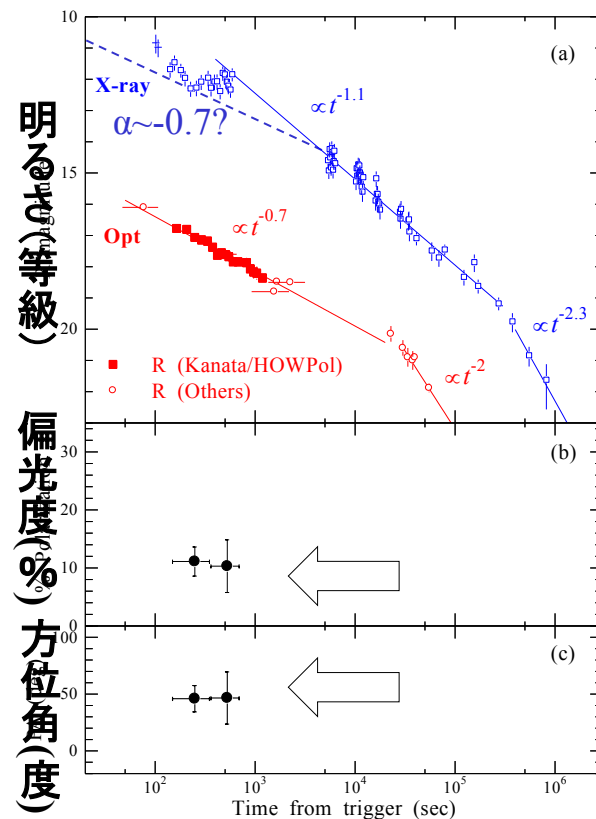 10
(a)
X-ray
∝t^-1.1
α~-0.7?
15
明るさ(等級)
magnitude
∝t^-0.7
Opt
20
∝t^-2.3
R (Kanata/HOWPol)
∝t^-2
R (Others)
偏光度(%)
30
(b)
20
10
0
方位角(度)
100
(c)
50
0
10^2 10^3 10^4 10^5 10^6
Time from trigger (sec)